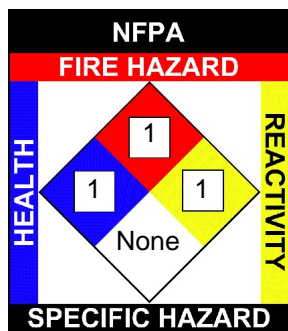 NFPA
FIRE HAZARD
HEALTH
1
1
1
REACTIVITY
None
SPECIFIC HAZARD